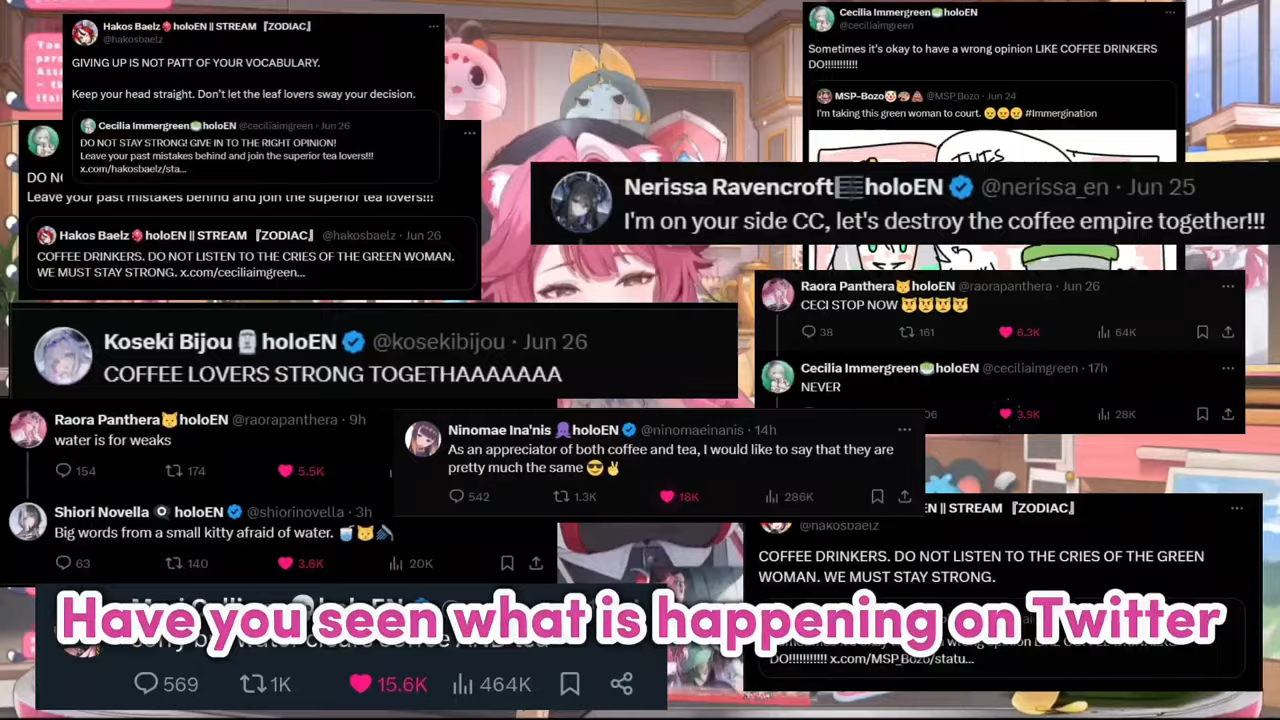 Hakos Baelz holoEN || STREAM 『ZODIAC』
@hakosbaelz
GIVING UP IS NOT PATT OF YOUR VOCABULARY.
Keep your head straight. Don't let the leaf lovers sway your decision.
Cecilia Immergreen🍵holoEN @ceciliaimgreen · Jun 26
DO NOT STAY STRONG! GIVE IN TO THE RIGHT OPINION!
Leave your past mistakes behind and join the superior tea lovers!!!
x.com/hakosbaelz/sta...
DO NO
Leave your past mistakes behind and join the superior tea lovers!!!
Hakos Baelz holoEN || STREAM 『ZODIAC』 @hakosbaelz · Jun 26
COFFEE DRINKERS. DO NOT LISTEN TO THE CRIES OF THE GREEN WOMAN.
WE MUST STAY STRONG. x.com/ceciliaimgreen...
Cecilia Immergreen🍵holoEN
@ceciliaimgreen
Sometimes it's okay to have a wrong opinion LIKE COFFEE DRINKERS
DO!!!!!!!!!!!
MSP-Bozo🤡🎨💩 @MSP_Bozo · Jun 24
I'm taking this green woman to court. 😠😠😠 #Immergination
THIS
Nerissa Ravencroft🎼holoEN @nerissa_en · Jun 25
I'm on your side CC, let's destroy the coffee empire together!!!
Raora Panthera🐱holoEN @raorapanthera · Jun 26
CECI STOP NOW 😾😾😾😾
38 161 6.3K 64K
Cecilia Immergreen🍵holoEN @ceciliaimgreen · 17h
NEVER
06 3.9K 28K
Koseki Bijou🗿holoEN @kosekibijou · Jun 26
COFFEE LOVERS STRONG TOGETHAAAAAAA
Raora Panthera🐱holoEN @raorapanthera · 9h
water is for weaks
154 174 5.5K
Shiori Novella 👁‍🗨 holoEN @shiorinovella · 3h
Big words from a small kitty afraid of water. 🥛🐱🚿
63 140 3.6K 20K
Ninomae Ina'nis 🐙holoEN @ninomaeinanis · 14h
As an appreciator of both coffee and tea, I would like to say that they are
pretty much the same 😎✌
542 1.3K 18K 286K
EN || STREAM 『ZODIAC』
@hakosbaelz
COFFEE DRINKERS. DO NOT LISTEN TO THE CRIES OF THE GREEN
WOMAN. WE MUST STAY STRONG.
DO!!!!!!!!!!! x.com/MSP_Bozo/statu...
Have you seen what is happening on Twitter
569 1K 15.6K 464K